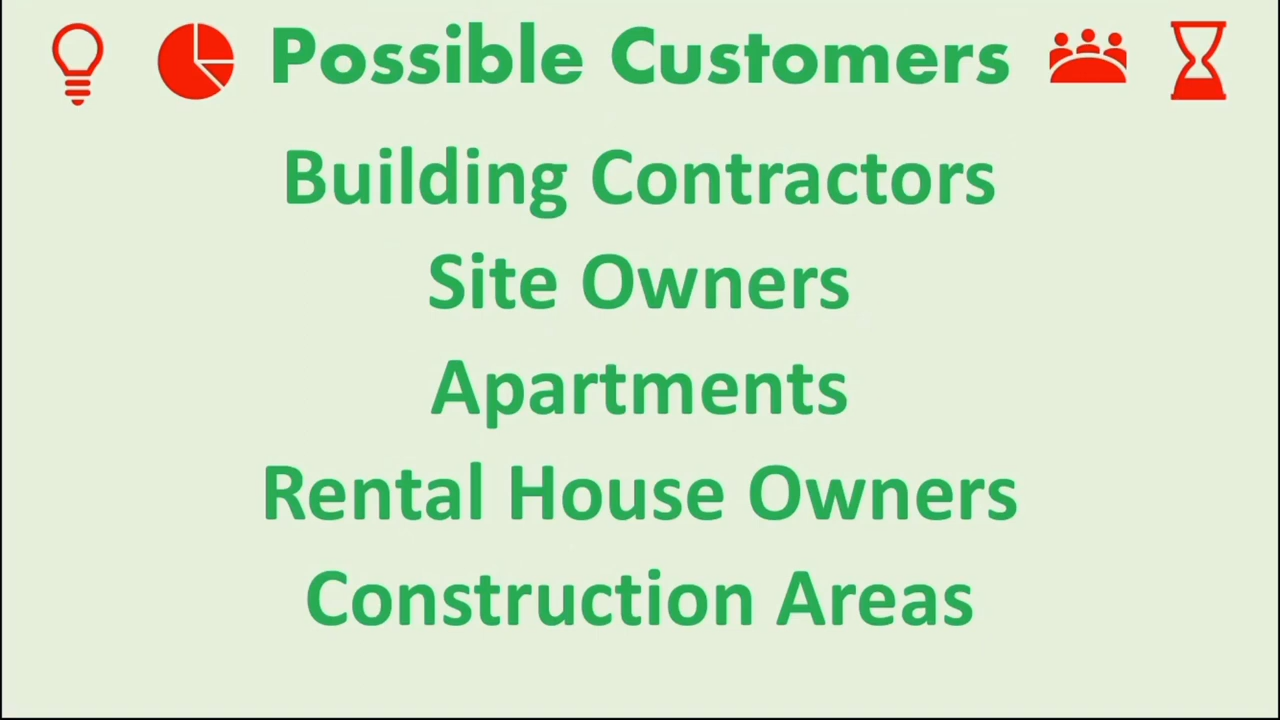 Possible Customers
Building Contractors
Site Owners
Apartments
Rental House Owners
Construction Areas